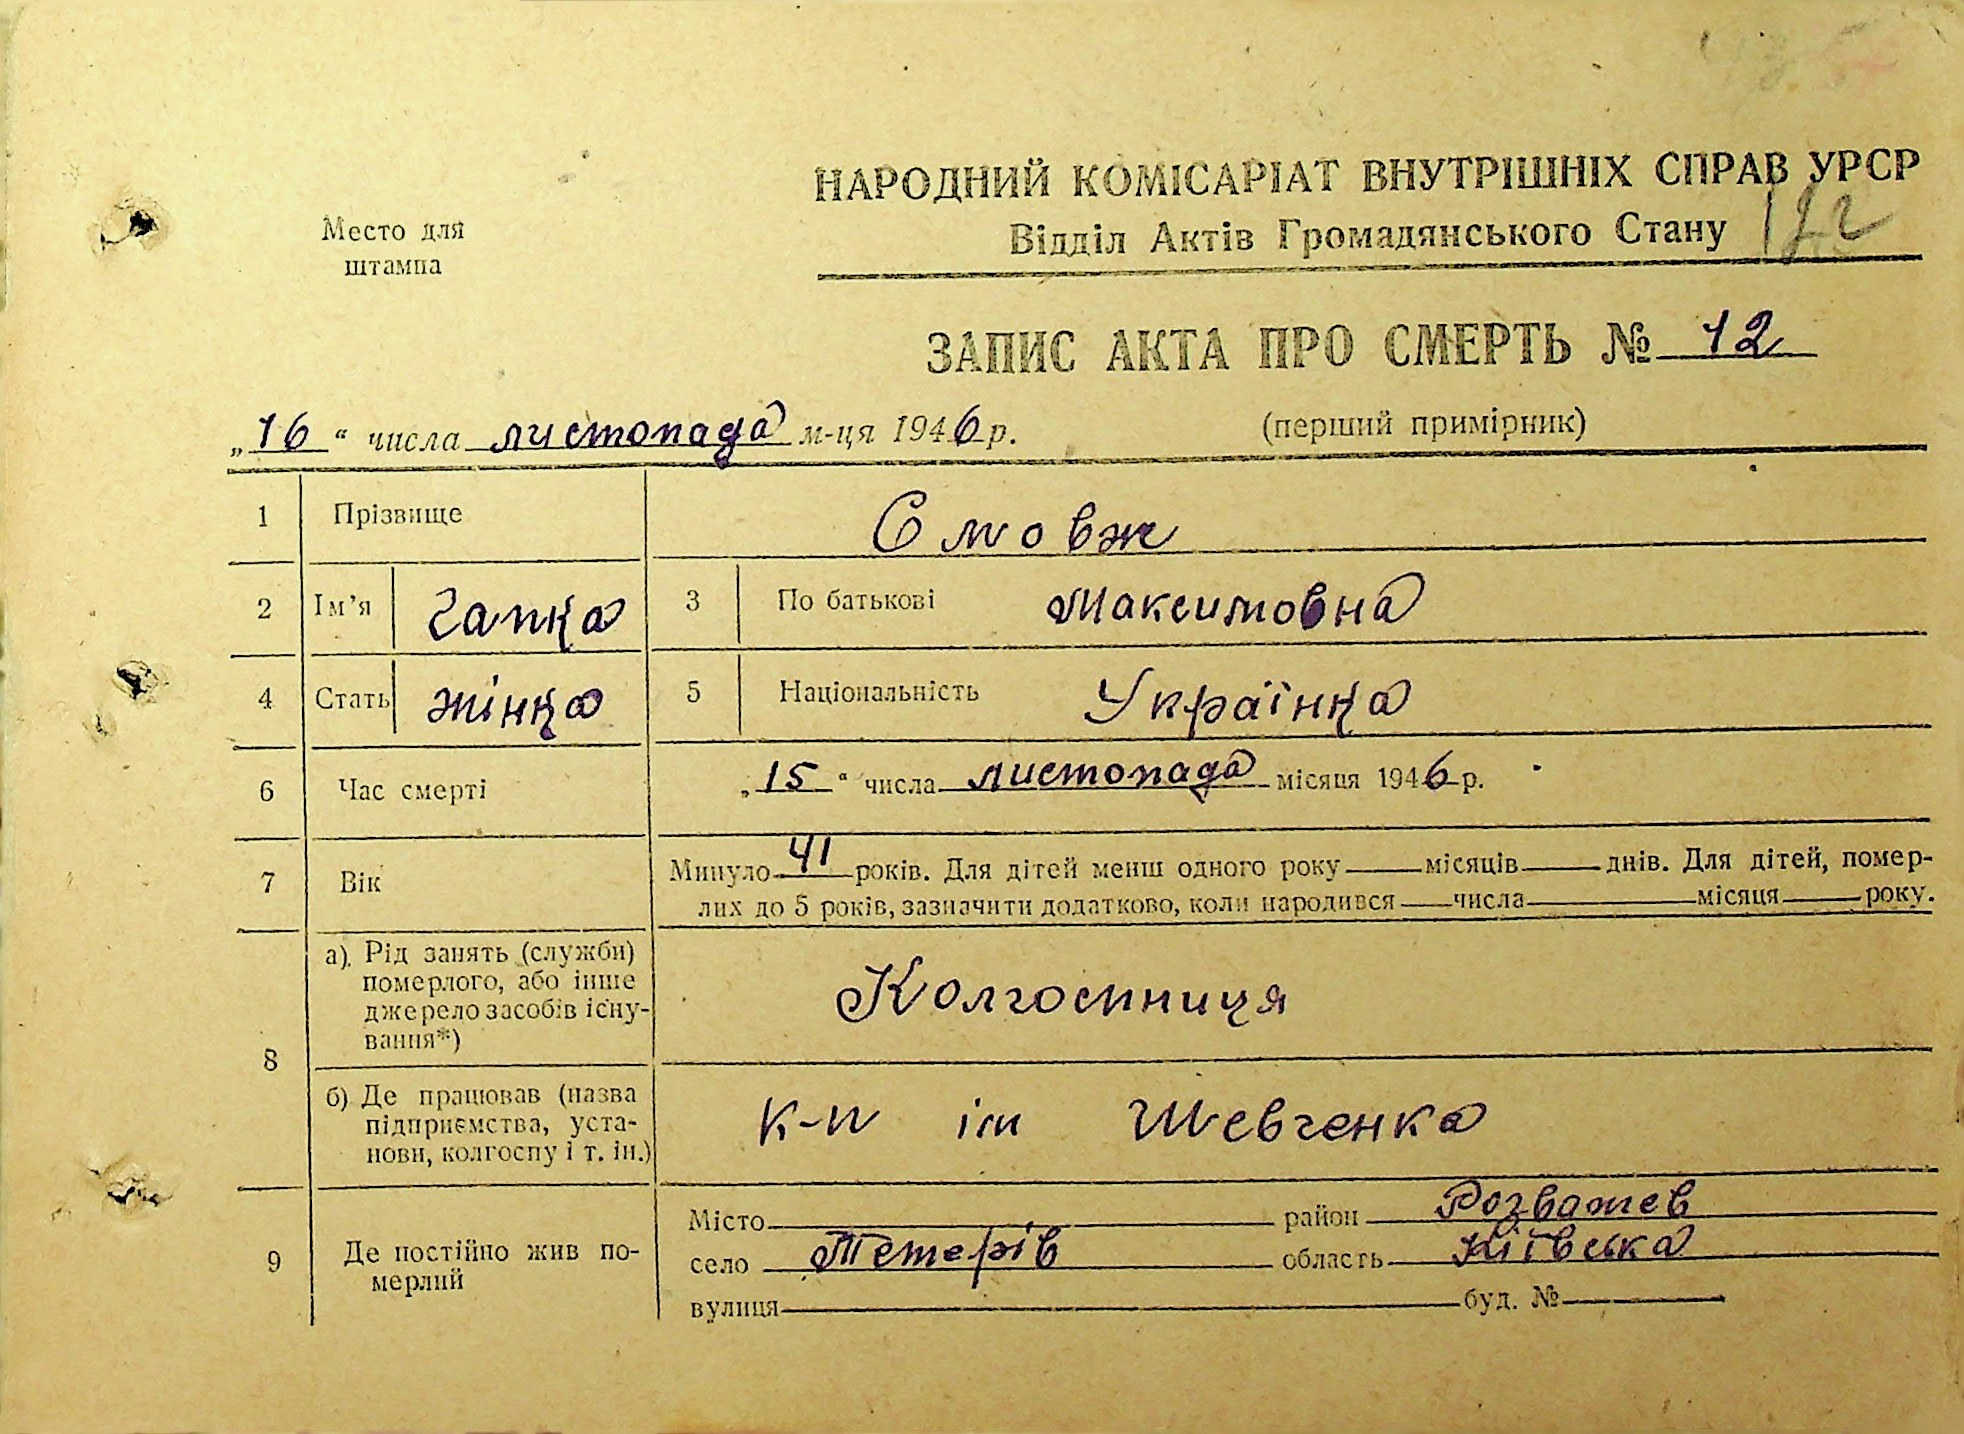 НАРОДНИЙ КОМІСАРІАТ ВНУТРІШНІХ СПРАВ УРСР
Место для штампа
Відділ Актів Громадянського Стану
ЗАПИС АКТА ПРО СМЕРТЬ № 12
„16“ числа листопада м-ця 1946 р.
(перший примірник)
1 Прізвище Смовж
2 Ім’я Гапка 3 По батькові Максимовна
4 Стать жінка 5 Національність Українка
6 Час смерті „15“ числа листопада місяця 1946 р.
7 Вік Минуло 41 років. Для дітей менш одного року місяців днів. Для дітей, помер-
лих до 5 років, зазначити додатково, коли народився числа місяця року.
8 а) Рід занять (служби)
померлого, або інше
джерело засобів існу-
вання*)
Колгоспниця
б) Де працював (назва
підприємства, уста-
нови, колгоспу і т. ін.)
К-п ім Шевченка
9 Де постійно жив по-
мерлий
Місто район Розважев
село Тетерів область Київська
вулиця буд. №